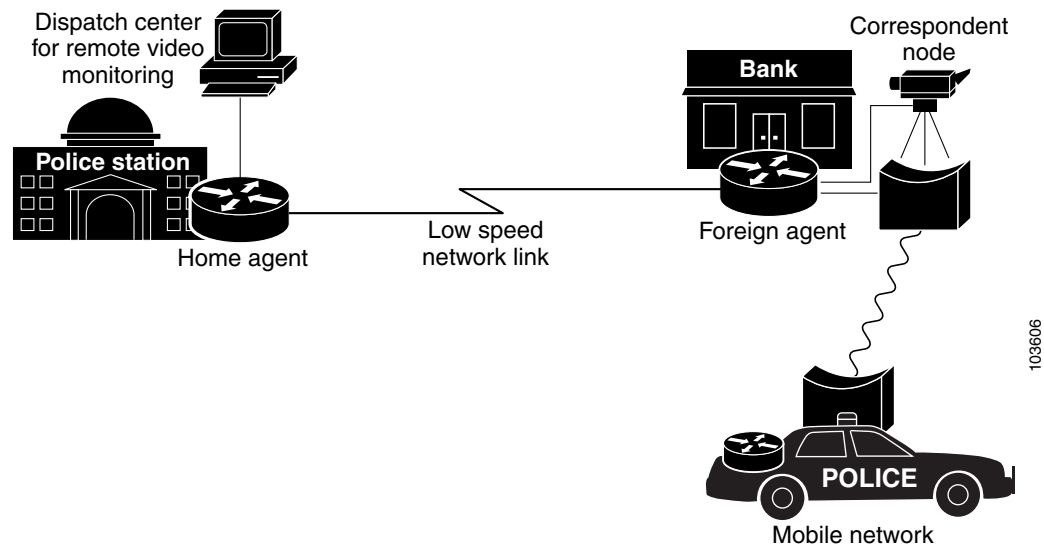 Dispatch center
for remote video
monitoring
Police station
Home agent
Low speed
network link
Bank
Foreign agent
Correspondent
node
POLICE
Mobile network
103606